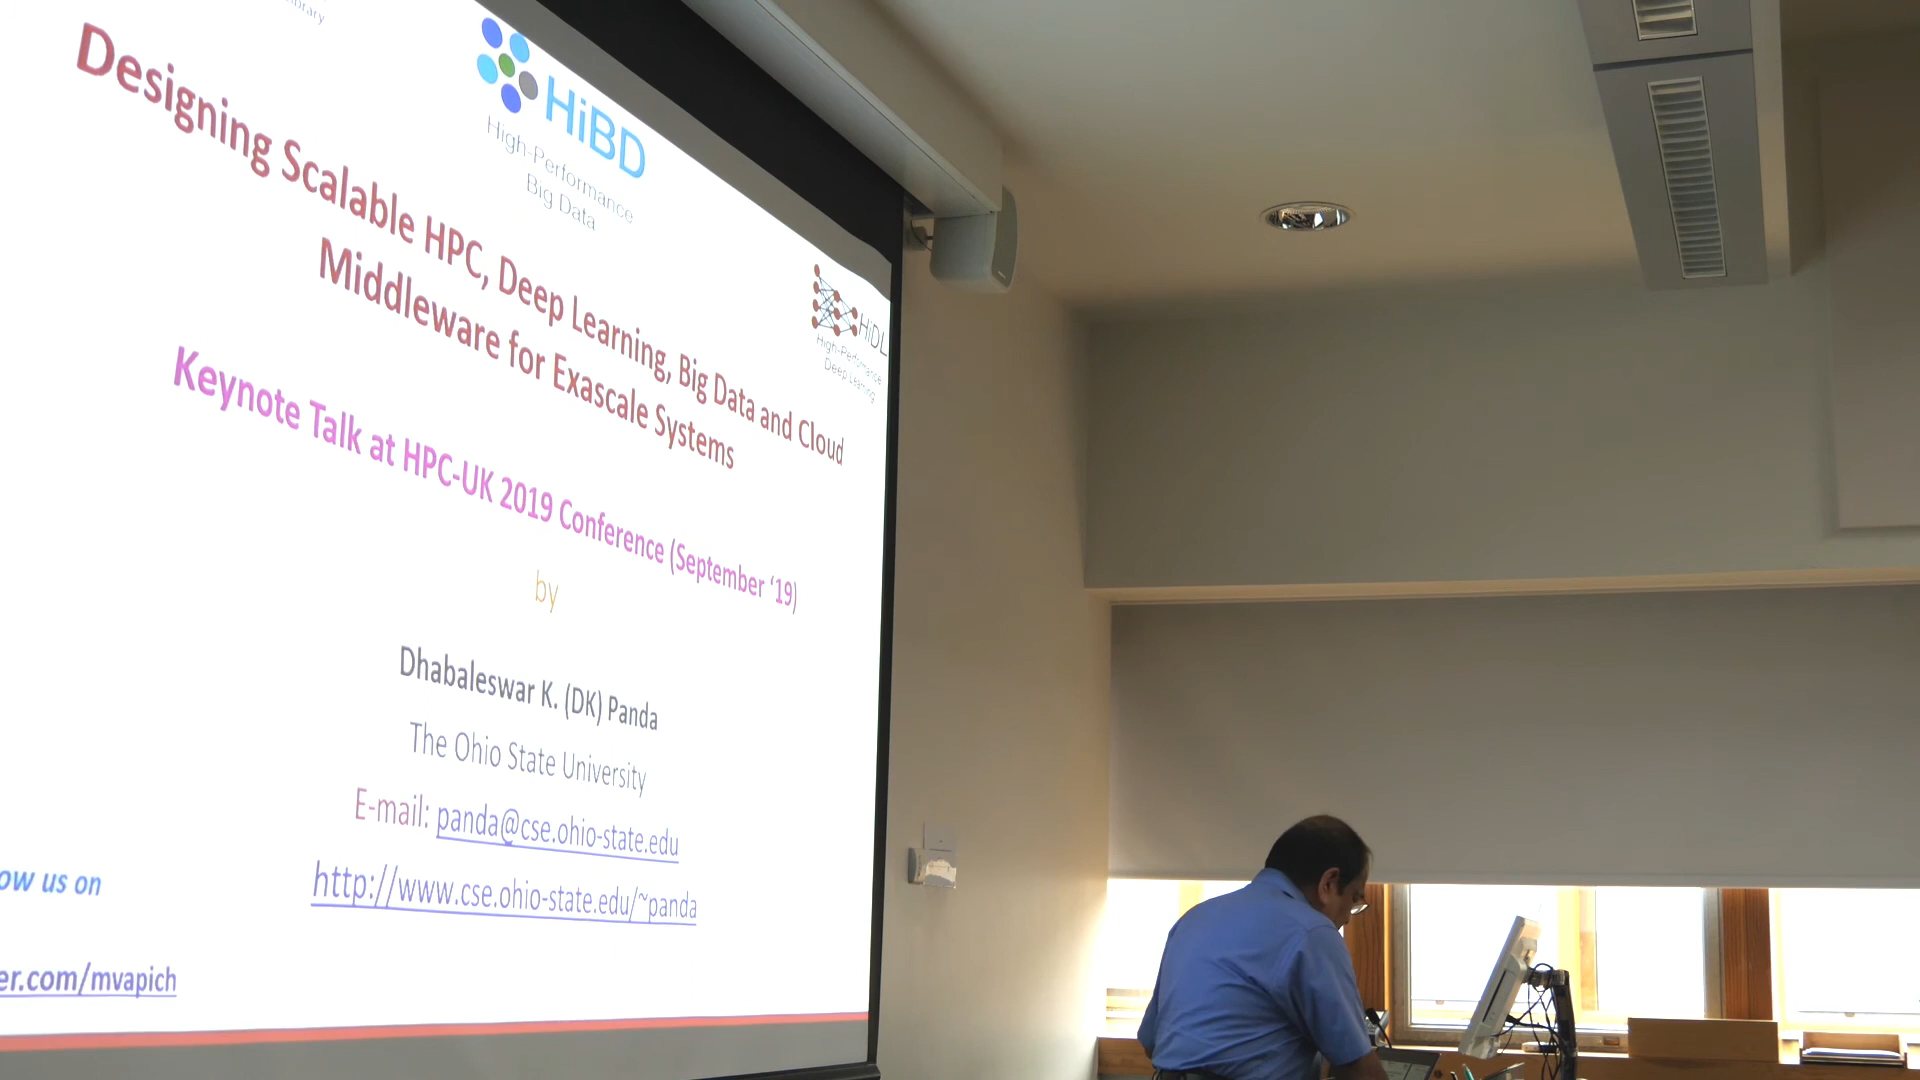 Library
HiBD
High-Performance
Big Data
Designing Scalable HPC, Deep Learning, Big Data and Cloud
Middleware for Exascale Systems
HiDL
High-Performance
Deep Learning
Keynote Talk at HPC-UK 2019 Conference (September ‘19)
by
Dhabaleswar K. (DK) Panda
The Ohio State University
E-mail: panda@cse.ohio-state.edu
http://www.cse.ohio-state.edu/~panda
ow us on
er.com/mvapich